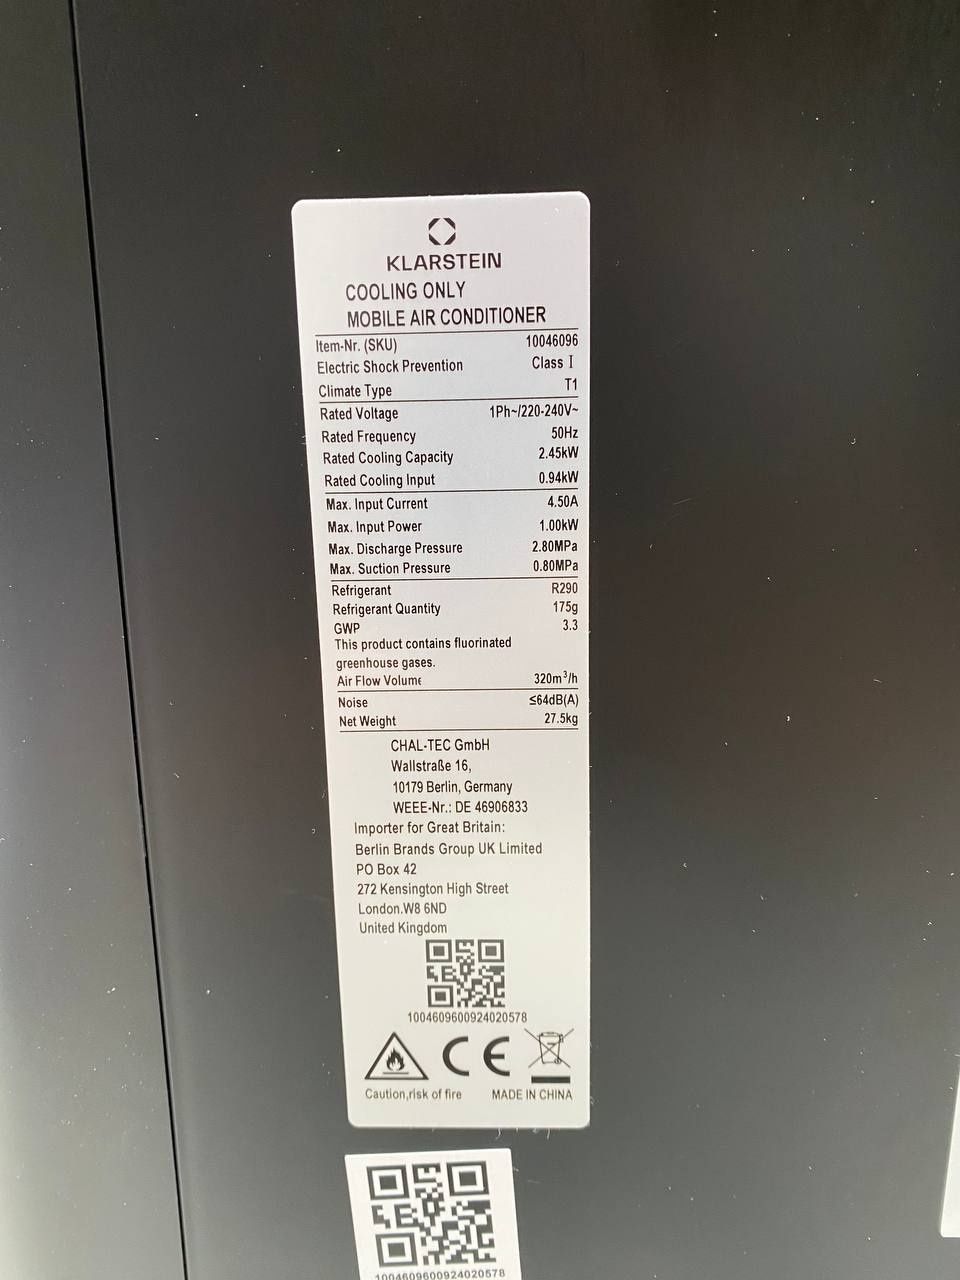 KLARSTEIN
COOLING ONLY
MOBILE AIR CONDITIONER
Item-Nr. (SKU) 10046096
Electric Shock Prevention Class I
Climate Type T1
Rated Voltage 1Ph~/220-240V~
Rated Frequency 50Hz
Rated Cooling Capacity 2.45kW
Rated Cooling Input 0.94kW
Max. Input Current 4.50A
Max. Input Power 1.00kW
Max. Discharge Pressure 2.80MPa
Max. Suction Pressure 0.80MPa
Refrigerant R290
Refrigerant Quantity 175g
GWP 3.3
This product contains fluorinated
greenhouse gases.
Air Flow Volume 320m³/h
Noise ≤64dB(A)
Net Weight 27.5kg
CHAL-TEC GmbH
Wallstraße 16,
10179 Berlin, Germany
WEEE-Nr.: DE 46906833
Importer for Great Britain:
Berlin Brands Group UK Limited
PO Box 42
272 Kensington High Street
London.W8 6ND
United Kingdom
1004609600924020578
CE
Caution,risk of fire MADE IN CHINA
1004609600924020578